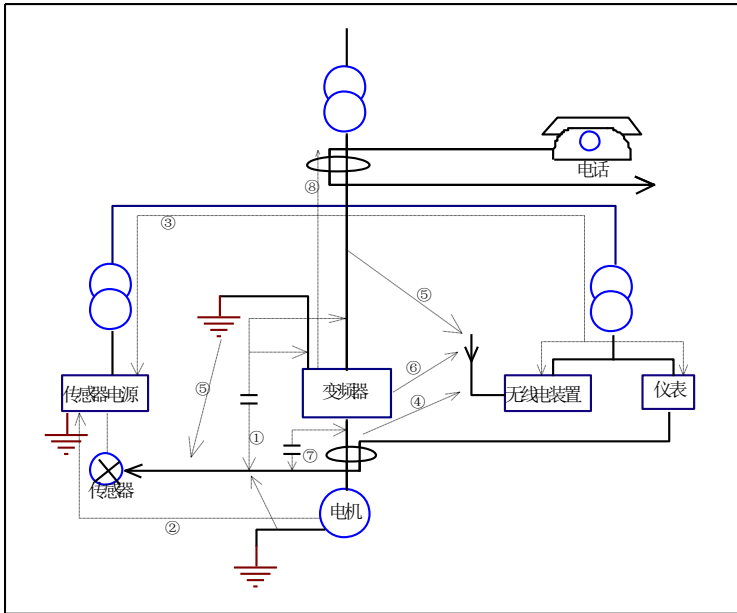 电话
⑧
③
⑤
⑥
⑤
变频器
传感器电源
无线电装置
仪表
④
①
⑦
传感器
电机
②